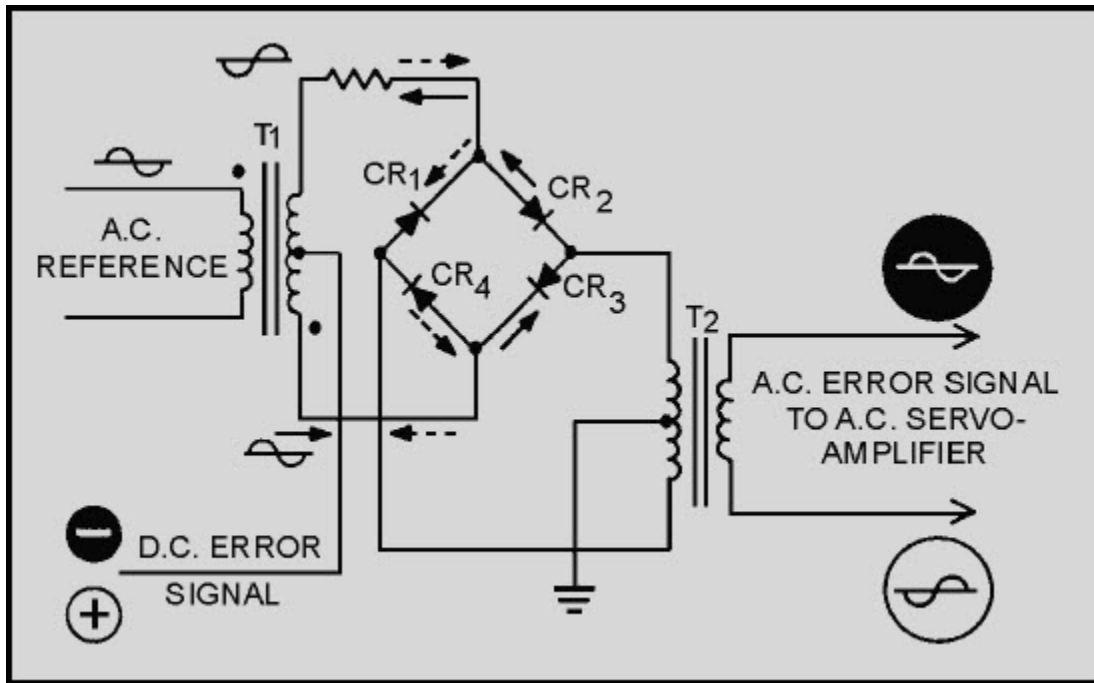 T1
A.C.
REFERENCE
CR1
CR2
CR4
CR3
T2
A.C. ERROR SIGNAL
TO A.C. SERVO-
AMPLIFIER
−
D.C. ERROR
SIGNAL
+